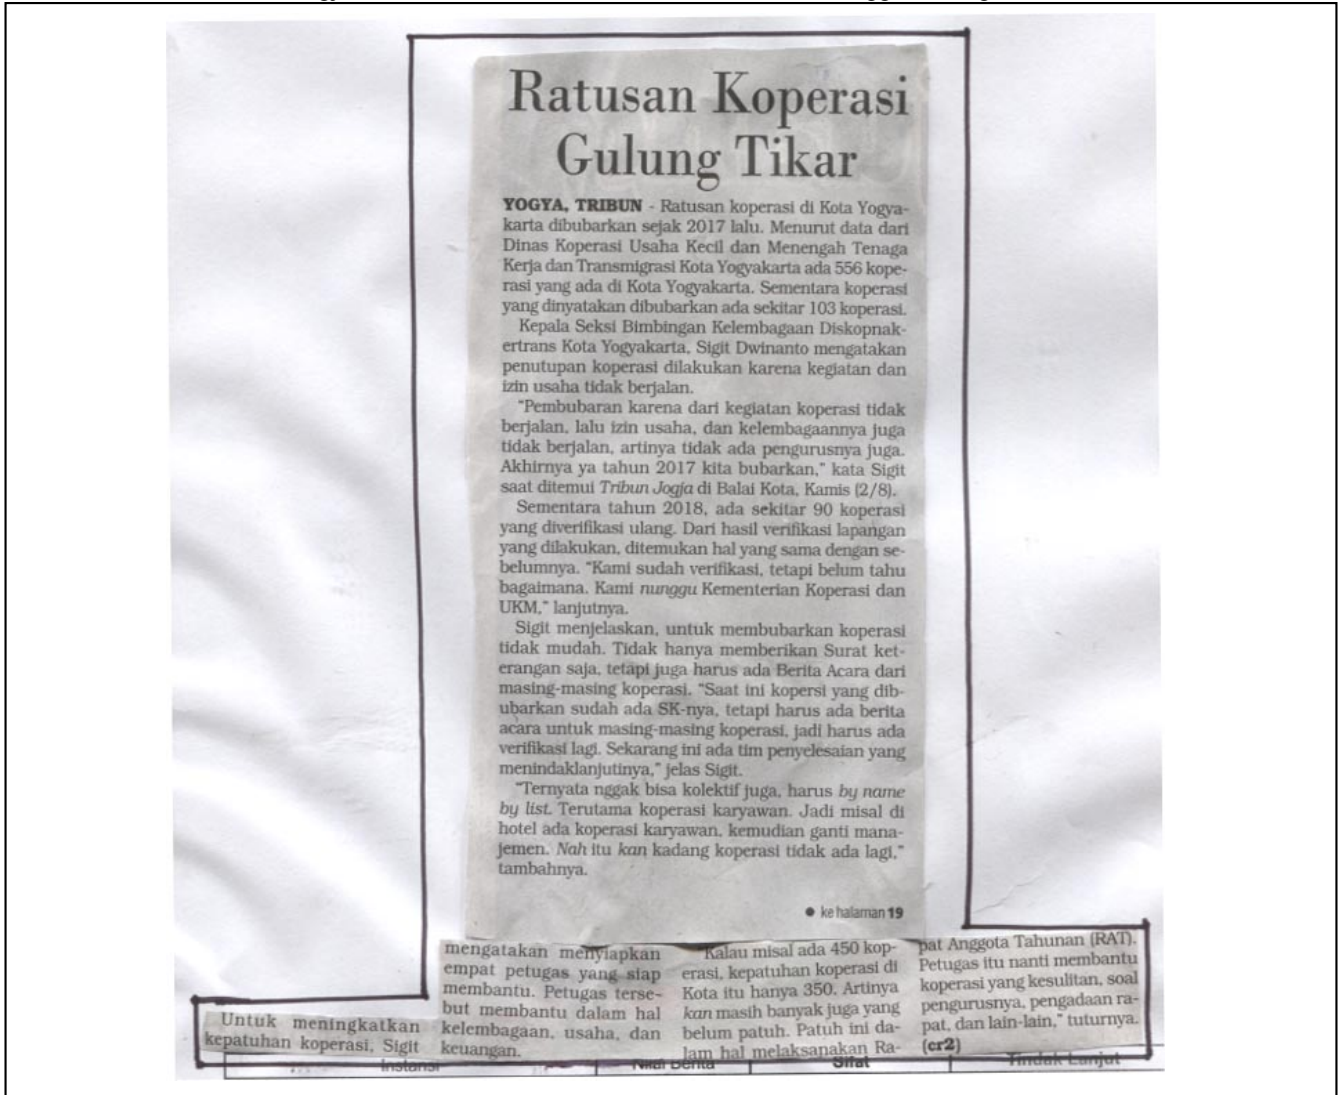 Ratusan Koperasi
Gulung Tikar
YOGYA, TRIBUN - Ratusan koperasi di Kota Yogya-
karta dibubarkan sejak 2017 lalu. Menurut data dari
Dinas Koperasi Usaha Kecil dan Menengah Tenaga
Kerja dan Transmigrasi Kota Yogyakarta ada 556 kope-
rasi yang ada di Kota Yogyakarta. Sementara koperasi
yang dinyatakan dibubarkan ada sekitar 103 koperasi.
Kepala Seksi Bimbingan Kelembagaan Diskopnak-
ertrans Kota Yogyakarta, Sigit Dwinanto mengatakan
penutupan koperasi dilakukan karena kegiatan dan
izin usaha tidak berjalan.
"Pembubaran karena dari kegiatan koperasi tidak
berjalan, lalu izin usaha, dan kelembagaannya juga
tidak berjalan, artinya tidak ada pengurusnya juga.
Akhirnya ya tahun 2017 kita bubarkan," kata Sigit
saat ditemui Tribun Jogja di Balai Kota, Kamis (2/8).
Sementara tahun 2018, ada sekitar 90 koperasi
yang diverifikasi ulang. Dari hasil verifikasi lapangan
yang dilakukan, ditemukan hal yang sama dengan se-
belumnya. "Kami sudah verifikasi, tetapi belum tahu
bagaimana. Kami nunggu Kementerian Koperasi dan
UKM," lanjutnya.
Sigit menjelaskan, untuk membubarkan koperasi
tidak mudah. Tidak hanya memberikan Surat ket-
erangan saja, tetapi juga harus ada Berita Acara dari
masing-masing koperasi. "Saat ini kopersi yang dib-
ubarkan sudah ada SK-nya, tetapi harus ada berita
acara untuk masing-masing koperasi, jadi harus ada
verifikasi lagi. Sekarang ini ada tim penyelesaian yang
menindaklanjutinya," jelas Sigit.
"Ternyata nggak bisa kolektif juga, harus by name
by list. Terutama koperasi karyawan. Jadi misal di
hotel ada koperasi karyawan, kemudian ganti mana-
jemen. Nah itu kan kadang koperasi tidak ada lagi,"
tambahnya.
● ke halaman 19
Untuk meningkatkan
kepatuhan koperasi, Sigit
mengatakan menyiapkan
empat petugas yang siap
membantu. Petugas terse-
but membantu dalam hal
kelembagaan, usaha, dan
keuangan.
Kalau misal ada 450 kop-
erasi, kepatuhan koperasi di
Kota itu hanya 350. Artinya
kan masih banyak juga yang
belum patuh. Patuh ini da-
lam hal melaksanakan Ra-
pat Anggota Tahunan (RAT).
Petugas itu nanti membantu
koperasi yang kesulitan, soal
pengurusnya, pengadaan ra-
pat, dan lain-lain," tuturnya.
(cr2)
Instansi
Nilai Berita
Sifat
Tindak Lanjut